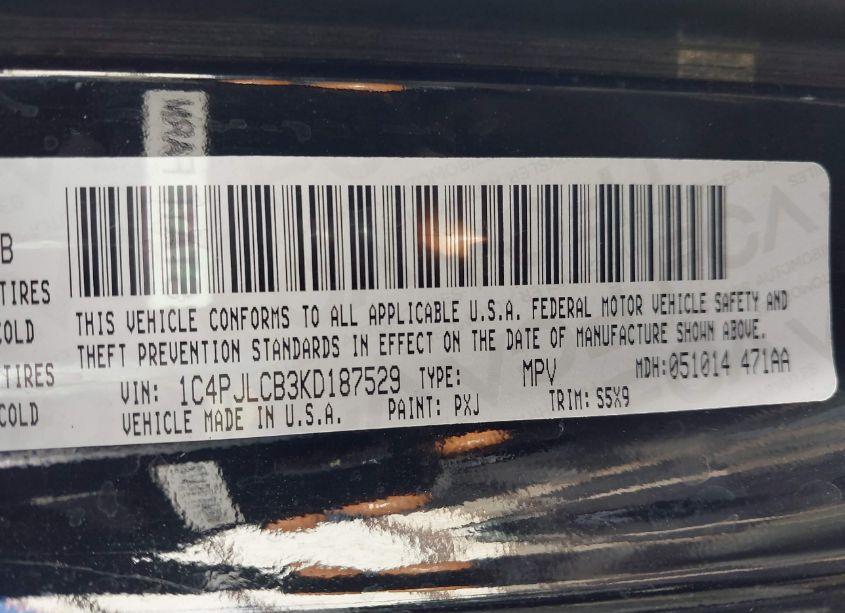 B
TIRES
COLD
TIRES
COLD
THIS VEHICLE CONFORMS TO ALL APPLICABLE U.S.A. FEDERAL MOTOR VEHICLE SAFETY AND
THEFT PREVENTION STANDARDS IN EFFECT ON THE DATE OF MANUFACTURE SHOWN ABOVE.
VIN: 1C4PJLCB3KD187529 TYPE: MPV MDH: 051014 471AA
VEHICLE MADE IN U.S.A. PAINT: PXJ TRIM: S5X9